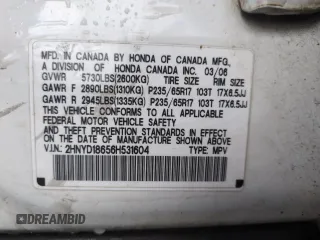 MFD. IN CANADA BY HONDA OF CANADA MFG.,
A DIVISION OF HONDA CANADA INC. 03/06
GVWR 5730LBS(2600KG) TIRE SIZE RIM SIZE
GAWR F 2890LBS(1310KG) P235/65R17 103T 17X6.5JJ
GAWR R 2945LBS(1335KG) P235/65R17 103T 17X6.5JJ
THIS VEHICLE CONFORMS TO ALL APPLICABLE
FEDERAL MOTOR VEHICLE SAFETY
AND THEFT PREVENTION STANDARDS IN EFFECT ON
THE DATE OF MANUFACTURE SHOWN ABOVE.
V.I.N.: 2HNYD18656H531604 TYPE: MPV
DREAMBID